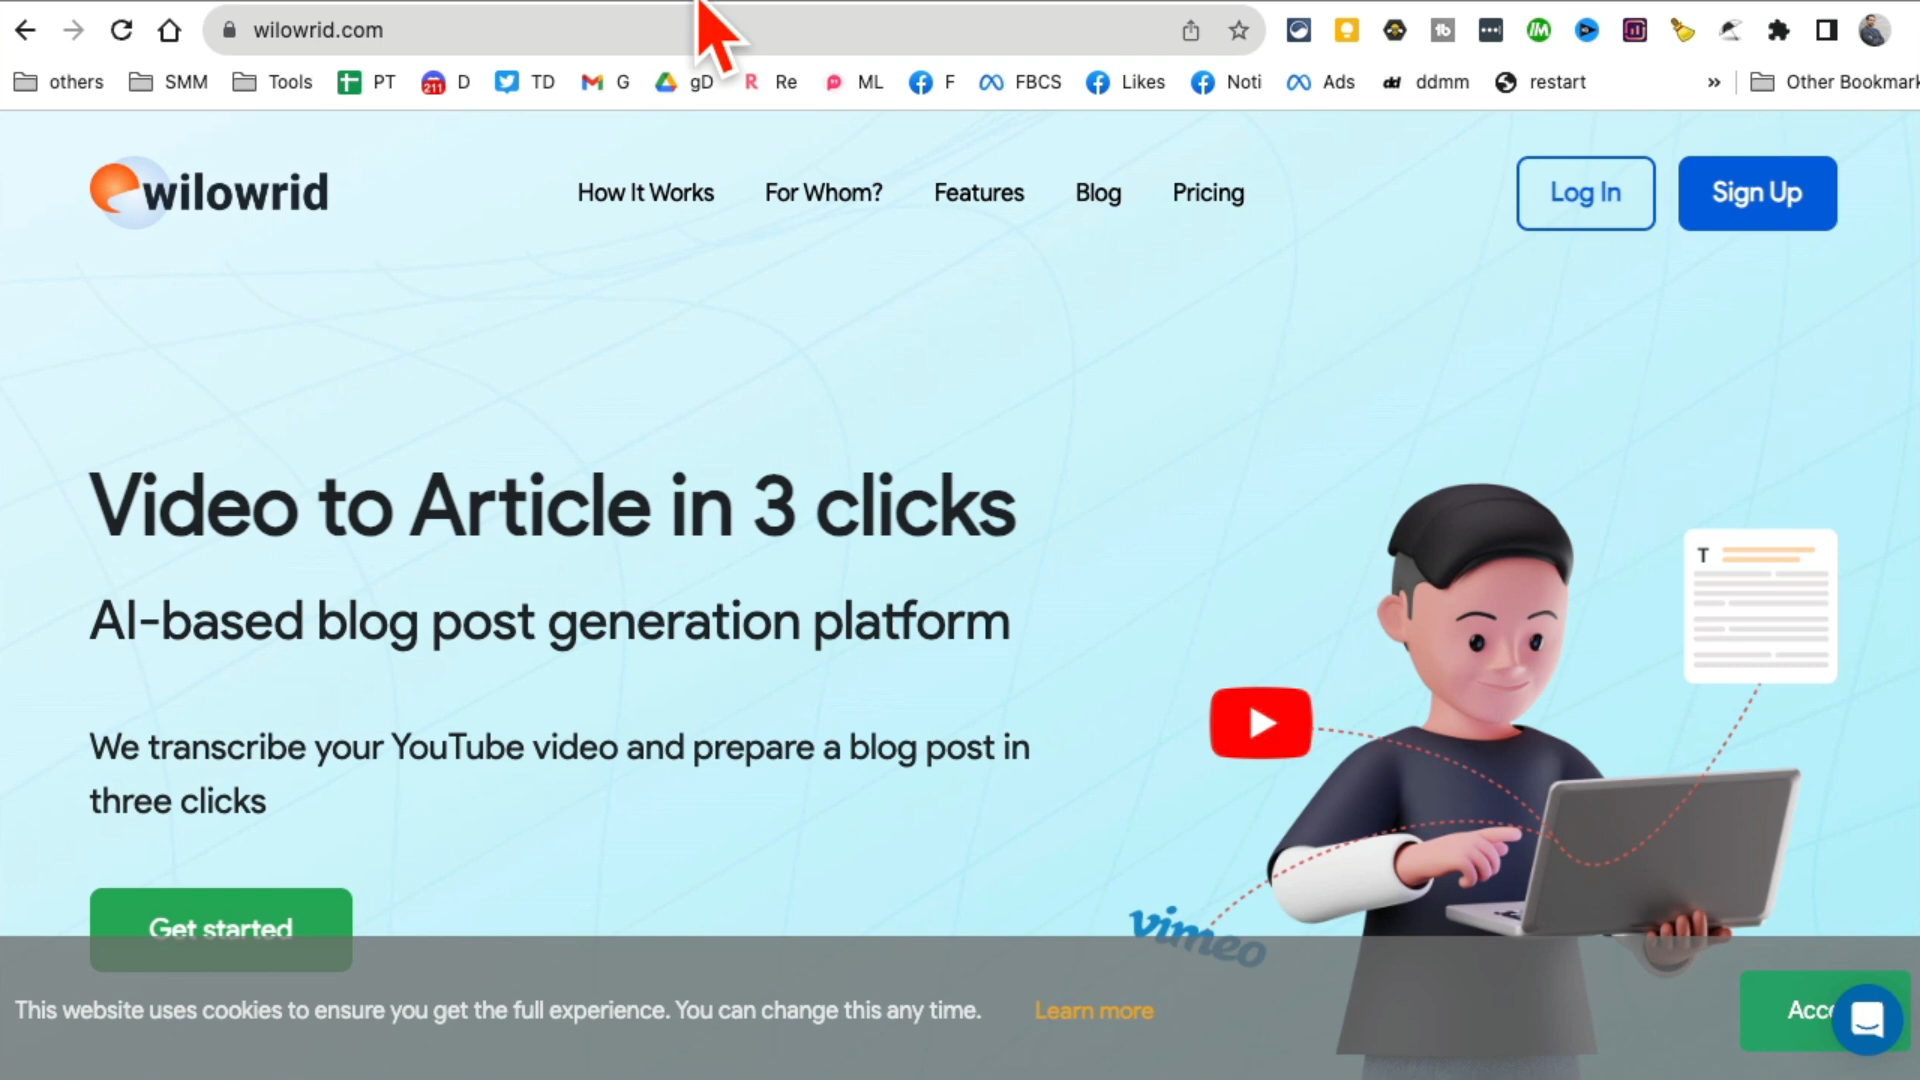 wilowrid.com
others SMM Tools PT 211 D TD G gD R Re ML F FBCS Likes Noti Ads dd ddmm restart » Other Bookmark
wilowrid
How It Works For Whom? Features Blog Pricing Log In Sign Up
Video to Article in 3 clicks
AI-based blog post generation platform
We transcribe your YouTube video and prepare a blog post in
three clicks
Get started
T
vimeo
This website uses cookies to ensure you get the full experience. You can change this any time. Learn more